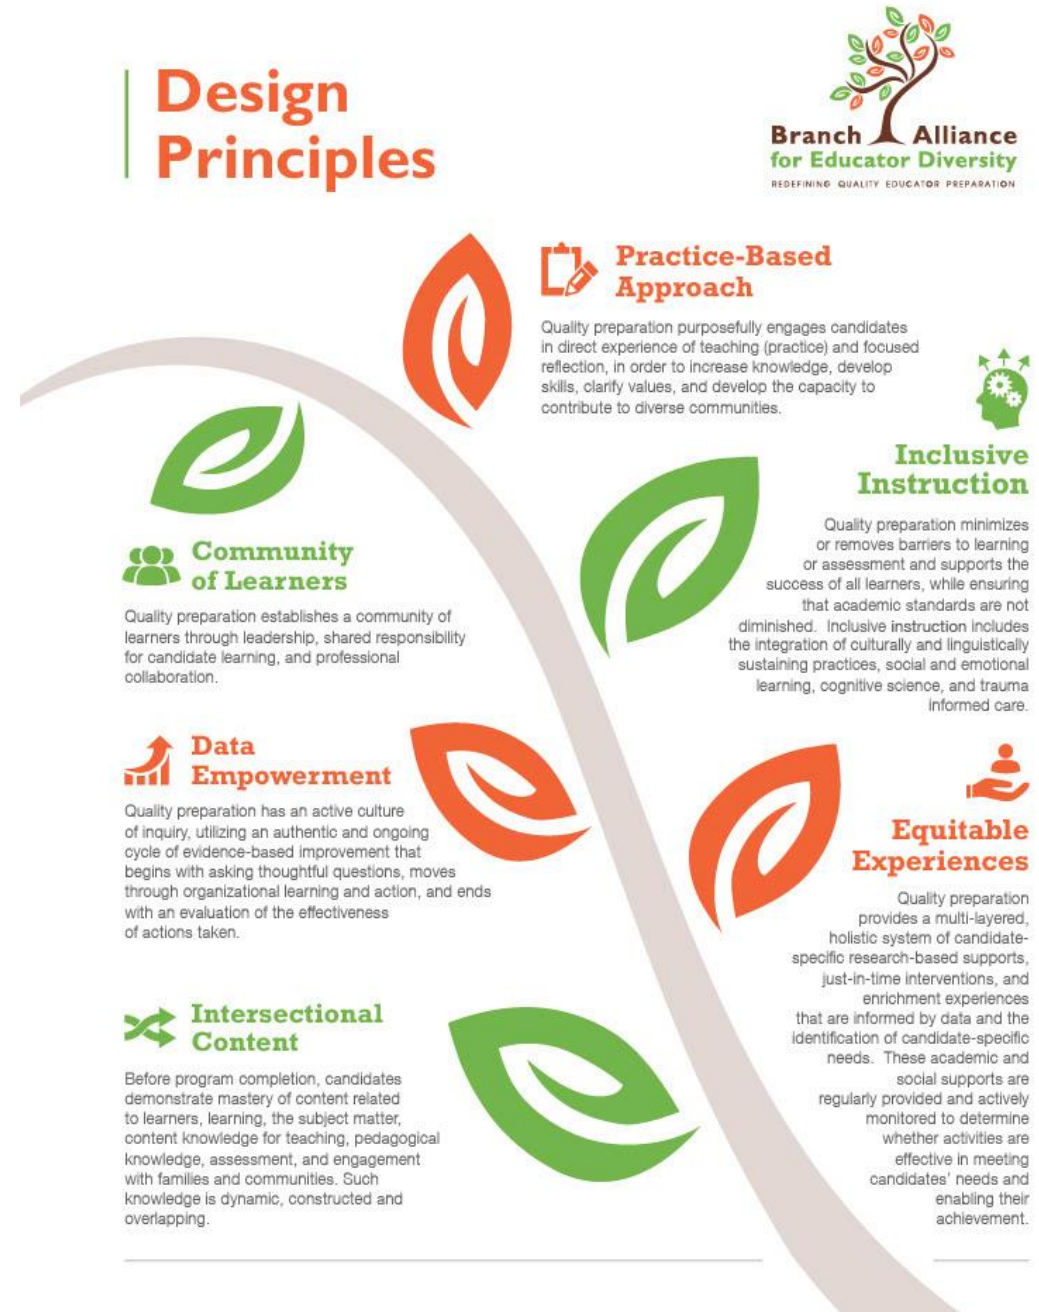 Design
Principles
Branch Alliance
for Educator Diversity
REDEFINING QUALITY EDUCATOR PREPARATION
Practice-Based
Approach
Quality preparation purposefully engages candidates
in direct experience of teaching (practice) and focused
reflection, in order to increase knowledge, develop
skills, clarify values, and develop the capacity to
contribute to diverse communities.
Inclusive
Instruction
Quality preparation minimizes
or removes barriers to learning
or assessment and supports the
success of all learners, while ensuring
that academic standards are not
diminished. Inclusive instruction includes
the integration of culturally and linguistically
sustaining practices, social and emotional
learning, cognitive science, and trauma
informed care.
Community
of Learners
Quality preparation establishes a community of
learners through leadership, shared responsibility
for candidate learning, and professional
collaboration.
Data
Empowerment
Quality preparation has an active culture
of inquiry, utilizing an authentic and ongoing
cycle of evidence-based improvement that
begins with asking thoughtful questions, moves
through organizational learning and action, and ends
with an evaluation of the effectiveness
of actions taken.
Equitable
Experiences
Quality preparation
provides a multi-layered,
holistic system of candidate-
specific research-based supports,
just-in-time interventions, and
enrichment experiences
that are informed by data and the
identification of candidate-specific
needs. These academic and
social supports are
regularly provided and actively
monitored to determine
whether activities are
effective in meeting
candidates' needs and
enabling their
achievement.
Intersectional
Content
Before program completion, candidates
demonstrate mastery of content related
to learners, learning, the subject matter,
content knowledge for teaching, pedagogical
knowledge, assessment, and engagement
with families and communities. Such
knowledge is dynamic, constructed and
overlapping.